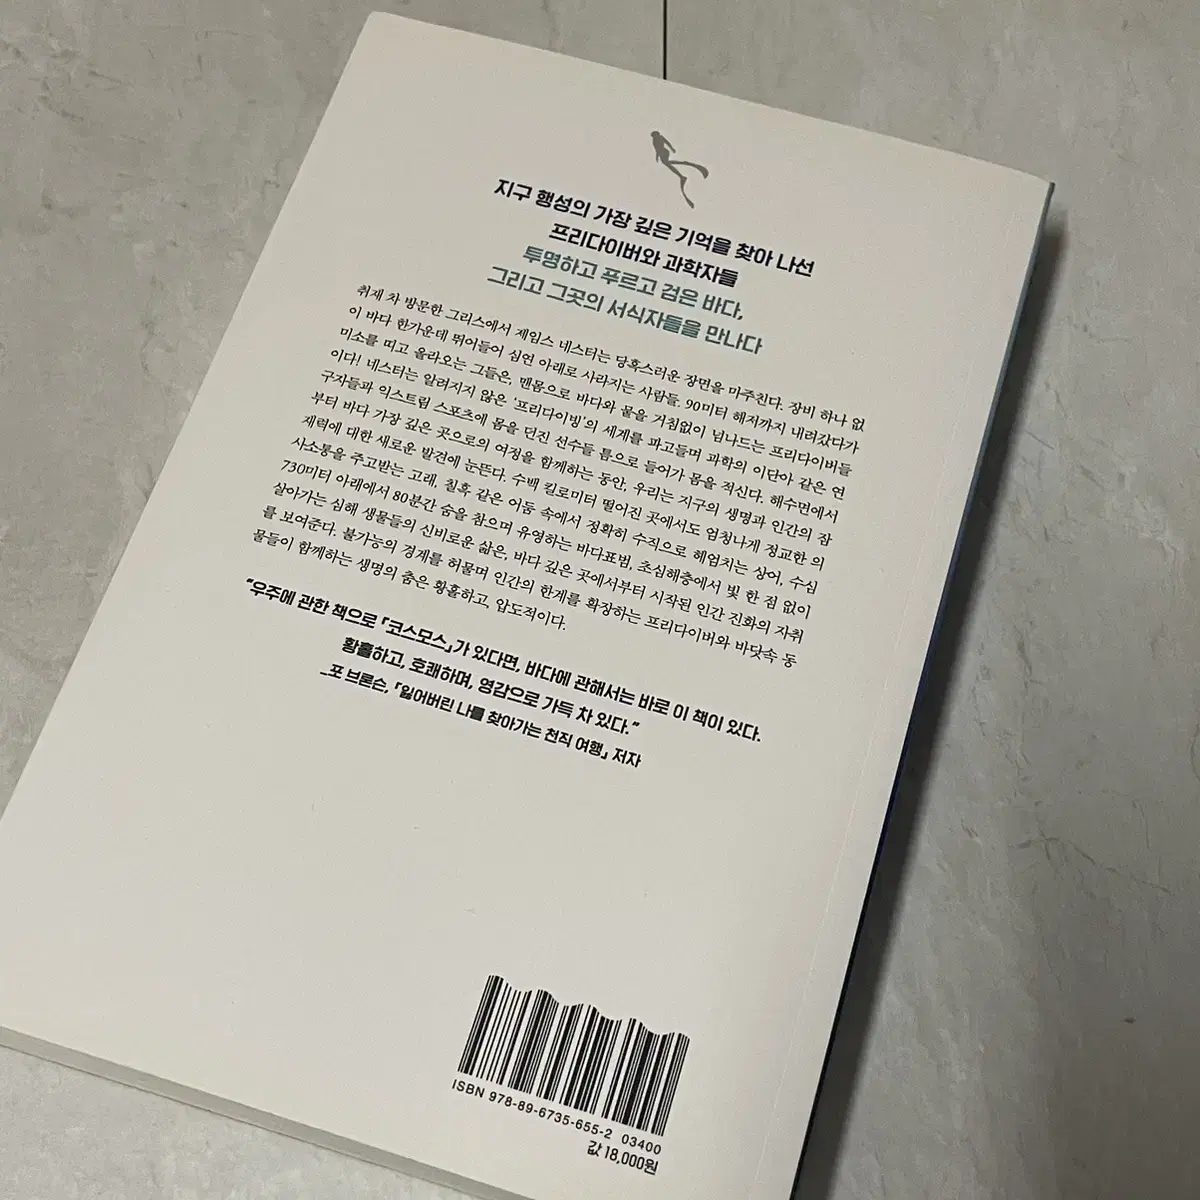 지구 행성의 가장 깊은 기억을 찾아 나선
프리다이버와 과학자들
투명하고 푸르고 검은 바다,
그리고 그곳의 서식자들을 만나다
취재 차 방문한 그리스에서 제임스 네스터는 당혹스러운 장면을 마주친다. 장비 하나 없
이 바다 한가운데 뛰어들어 심연 아래로 사라지는 사람들. 90미터 해저까지 내려갔다가
미소를 띠고 올라오는 그들은, 맨몸으로 바다와 뭍을 거침없이 넘나드는 프리다이버들
이다! 네스터는 알려지지 않은 '프리다이빙'의 세계를 파고들며 과학의 이단아 같은 연
구자들과 익스트림 스포츠에 몸을 던진 선수들 틈으로 들어가 몸을 적신다. 해수면에서
부터 바다 가장 깊은 곳으로의 여정을 함께하는 동안, 우리는 지구의 생명과 인간의 잠
재력에 대한 새로운 발견에 눈뜬다. 수백 킬로미터 떨어진 곳에서도 엄청나게 정교한 의
사소통을 주고받는 고래, 칠흑 같은 어둠 속에서 정확히 수직으로 헤엄치는 상어, 수심
730미터 아래에서 80분간 숨을 참으며 유영하는 바다표범, 초심해층에서 빛 한 점 없이
살아가는 심해 생물들의 신비로운 삶은, 바다 깊은 곳에서부터 시작된 인간 진화의 자취
를 보여준다. 불가능의 경계를 허물며 인간의 한계를 확장하는 프리다이버와 바닷속 동
물들이 함께하는 생명의 춤은 황홀하고, 압도적이다.
"우주에 관한 책으로 『코스모스』가 있다면, 바다에 관해서는 바로 이 책이 있다.
황홀하고, 호쾌하며, 영감으로 가득 차 있다."
_포 브론슨, 『잃어버린 나를 찾아가는 천직 여행』 저자
ISBN 978-89-6735-655-2 03400
값 18,000원